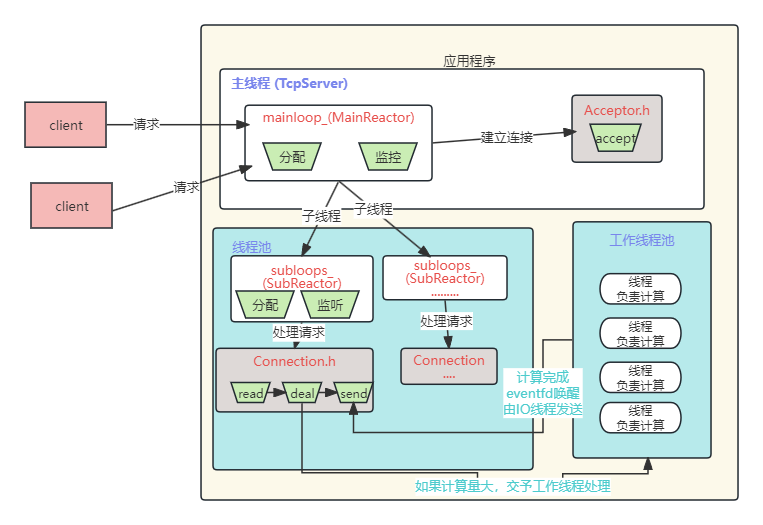 应用程序
主线程 (TcpServer)
mainloop_(MainReactor)
分配
监控
建立连接
Acceptor.h
accept
client
请求
client
请求
子线程
子线程
线程池
subloops_
(SubReactor)
分配
监听
subloops_
(SubReactor)
.........
处理请求
处理请求
Connection.h
read
deal
send
Connection
....
工作线程池
线程
负责计算
线程
负责计算
线程
负责计算
线程
负责计算
计算完成
eventfd唤醒
由IO线程发送
如果计算量大，交予工作线程处理